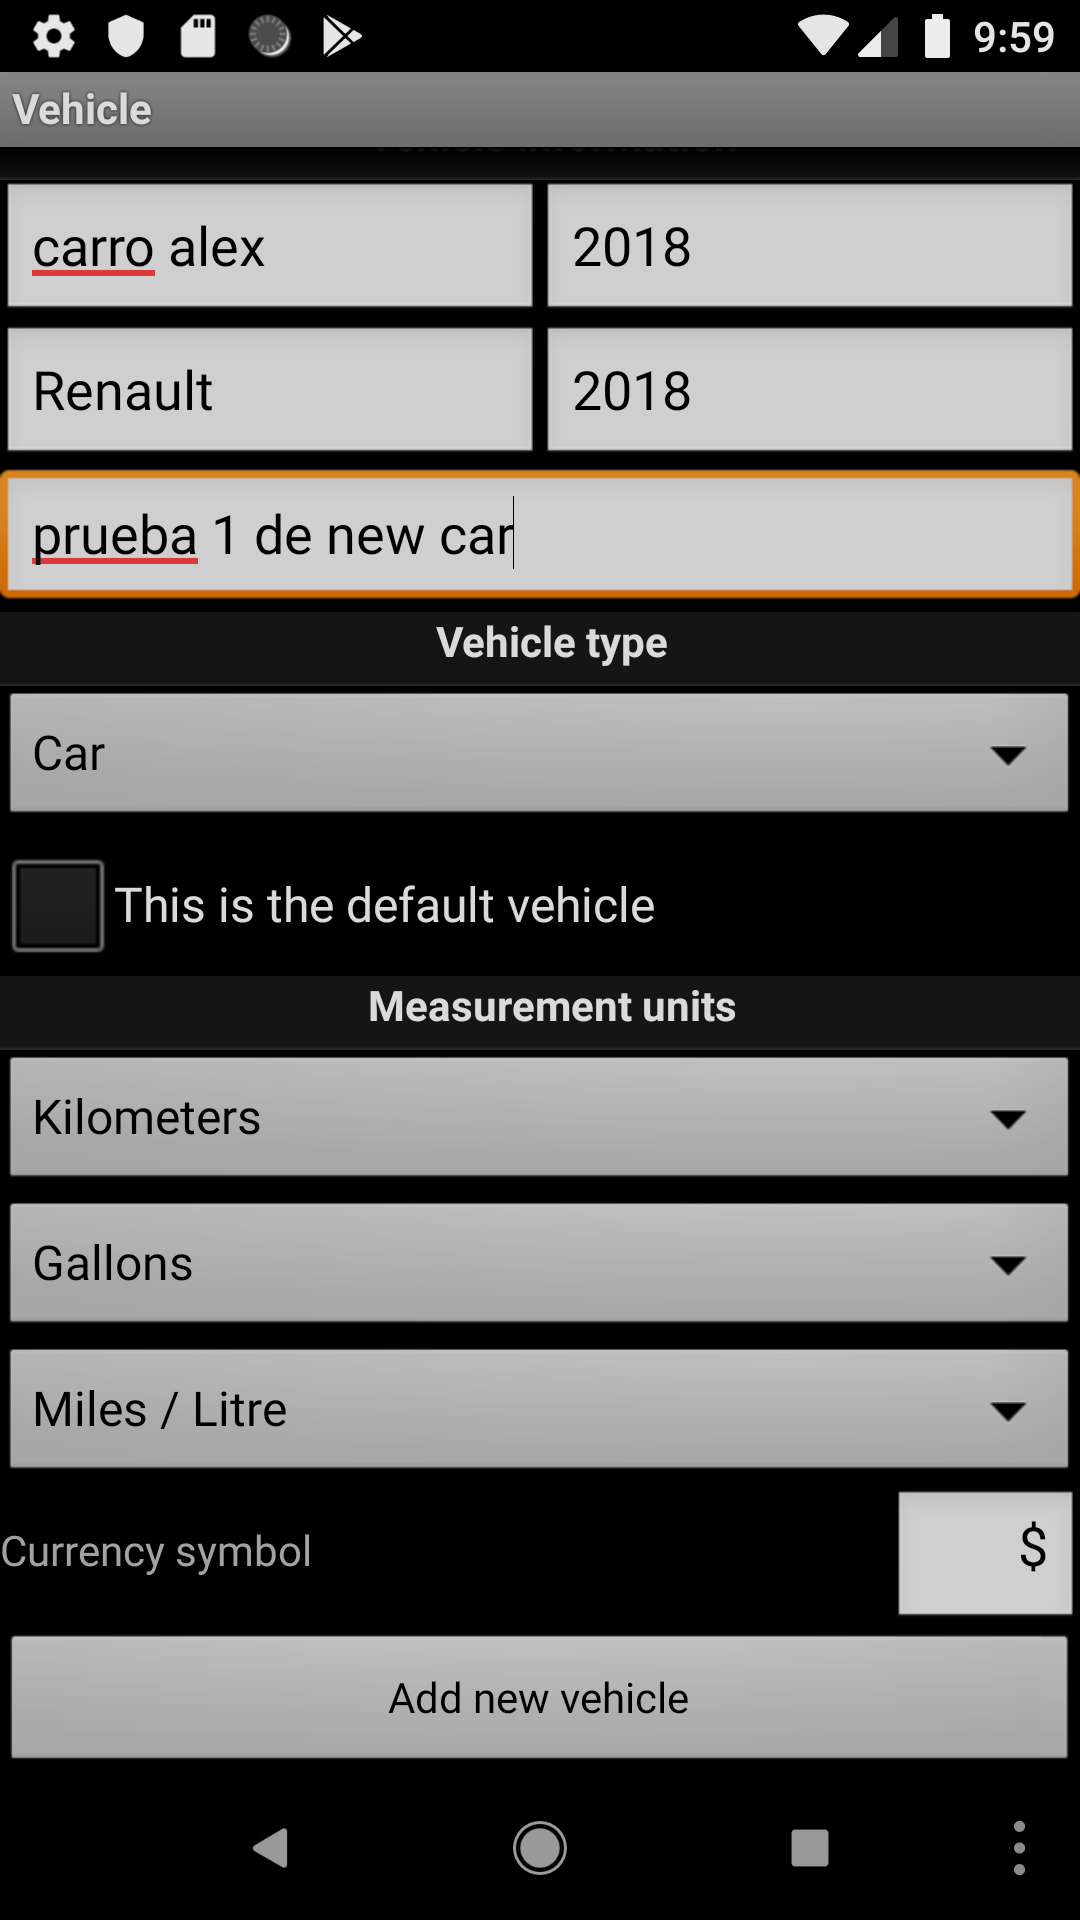 9:59
Vehicle
carro alex
2018
Renault
2018
prueba 1 de new car
Vehicle type
Car
This is the default vehicle
Measurement units
Kilometers
Gallons
Miles / Litre
Currency symbol
$
Add new vehicle